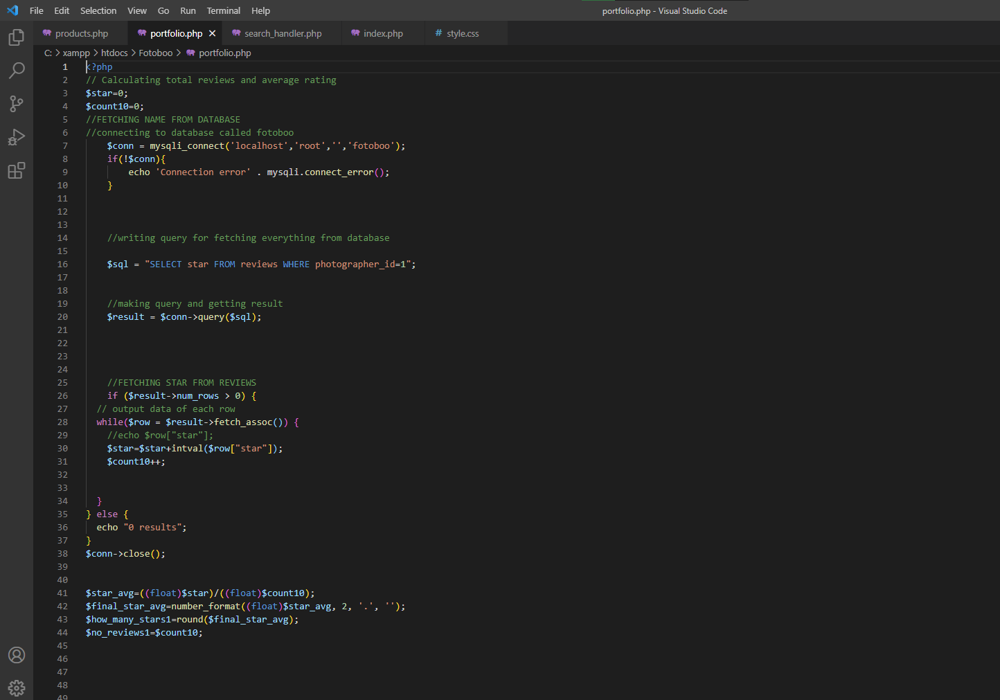 File Edit Selection View Go Run Terminal Help
portfolio.php - Visual Studio Code
products.php portfolio.php search_handler.php index.php # style.css
C: > xampp > htdocs > Fotoboo > portfolio.php
1 <?php
2 // Calculating total reviews and average rating
3 $star=0;
4 $count10=0;
5 //FETCHING NAME FROM DATABASE
6 //connecting to database called fotoboo
7 $conn = mysqli_connect('localhost','root','','fotoboo');
8 if(!$conn){
9 echo 'Connection error' . mysqli.connect_error();
10 }
11
12
13
14 //writing query for fetching everything from database
15
16 $sql = "SELECT star FROM reviews WHERE photographer_id=1";
17
18
19 //making query and getting result
20 $result = $conn->query($sql);
21
22
23
24
25 //FETCHING STAR FROM REVIEWS
26 if ($result->num_rows > 0) {
27 // output data of each row
28 while($row = $result->fetch_assoc()) {
29 //echo $row["star"];
30 $star=$star+intval($row["star"]);
31 $count10++;
32
33
34 }
35 } else {
36 echo "0 results";
37 }
38 $conn->close();
39
40
41 $star_avg=((float)$star)/((float)$count10);
42 $final_star_avg=number_format((float)$star_avg, 2, '.', '');
43 $how_many_stars1=round($final_star_avg);
44 $no_reviews1=$count10;
45
46
47
48
49